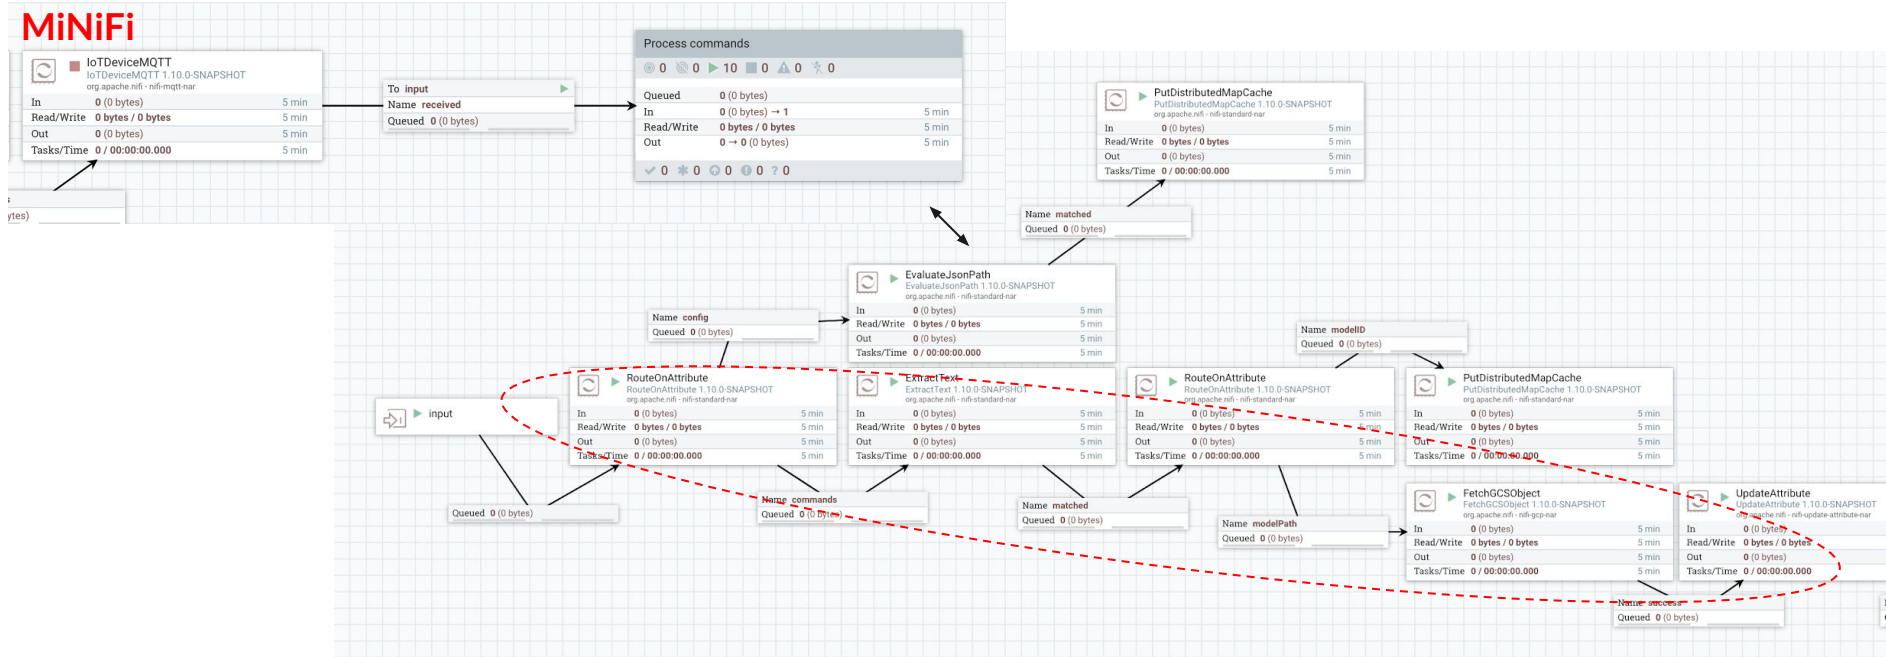 MiNiFi
IoTDeviceMQTT
IoTDeviceMQTT 1.10.0-SNAPSHOT
org.apache.nifi - nifi-mqtt-nar
In 0 (0 bytes) 5 min
Read/Write 0 bytes / 0 bytes 5 min
Out 0 (0 bytes) 5 min
Tasks/Time 0 / 00:00:00.000 5 min
To input
Name received
Queued 0 (0 bytes)
Process commands
0 0 10 0 0 0
Queued 0 (0 bytes)
In 0 (0 bytes) → 1 5 min
Read/Write 0 bytes / 0 bytes 5 min
Out 0 → 0 (0 bytes) 5 min
0 0 0 0 ? 0
PutDistributedMapCache
PutDistributedMapCache 1.10.0-SNAPSHOT
org.apache.nifi - nifi-standard-nar
In 0 (0 bytes) 5 min
Read/Write 0 bytes / 0 bytes 5 min
Out 0 (0 bytes) 5 min
Tasks/Time 0 / 00:00:00.000 5 min
Name matched
Queued 0 (0 bytes)
EvaluateJsonPath
EvaluateJsonPath 1.10.0-SNAPSHOT
org.apache.nifi - nifi-standard-nar
In 0 (0 bytes) 5 min
Read/Write 0 bytes / 0 bytes 5 min
Out 0 (0 bytes) 5 min
Tasks/Time 0 / 00:00:00.000 5 min
Name config
Queued 0 (0 bytes)
Name modelID
Queued 0 (0 bytes)
input
Queued 0 (0 bytes)
RouteOnAttribute
RouteOnAttribute 1.10.0-SNAPSHOT
org.apache.nifi - nifi-standard-nar
In 0 (0 bytes) 5 min
Read/Write 0 bytes / 0 bytes 5 min
Out 0 (0 bytes) 5 min
Tasks/Time 0 / 00:00:00.000 5 min
Name commands
Queued 0 (0 bytes)
ExtractText
ExtractText 1.10.0-SNAPSHOT
org.apache.nifi - nifi-standard-nar
In 0 (0 bytes) 5 min
Read/Write 0 bytes / 0 bytes 5 min
Out 0 (0 bytes) 5 min
Tasks/Time 0 / 00:00:00.000 5 min
Name matched
Queued 0 (0 bytes)
RouteOnAttribute
RouteOnAttribute 1.10.0-SNAPSHOT
org.apache.nifi - nifi-standard-nar
In 0 (0 bytes) 5 min
Read/Write 0 bytes / 0 bytes 5 min
Out 0 (0 bytes) 5 min
Tasks/Time 0 / 00:00:00.000 5 min
Name modelPath
Queued 0 (0 bytes)
PutDistributedMapCache
PutDistributedMapCache 1.10.0-SNAPSHOT
org.apache.nifi - nifi-standard-nar
In 0 (0 bytes) 5 min
Read/Write 0 bytes / 0 bytes 5 min
Out 0 (0 bytes) 5 min
Tasks/Time 0 / 00:00:00.000 5 min
FetchGCSObject
FetchGCSObject 1.10.0-SNAPSHOT
org.apache.nifi - nifi-gcp-nar
In 0 (0 bytes) 5 min
Read/Write 0 bytes / 0 bytes 5 min
Out 0 (0 bytes) 5 min
Tasks/Time 0 / 00:00:00.000 5 min
UpdateAttribute
UpdateAttribute 1.10.0-SNAPSHOT
org.apache.nifi - nifi-update-attribute-nar
In 0 (0 bytes)
Read/Write 0 bytes / 0 bytes
Out 0 (0 bytes)
Tasks/Time 0 / 00:00:00.000
Name success
Queued 0 (0 bytes)